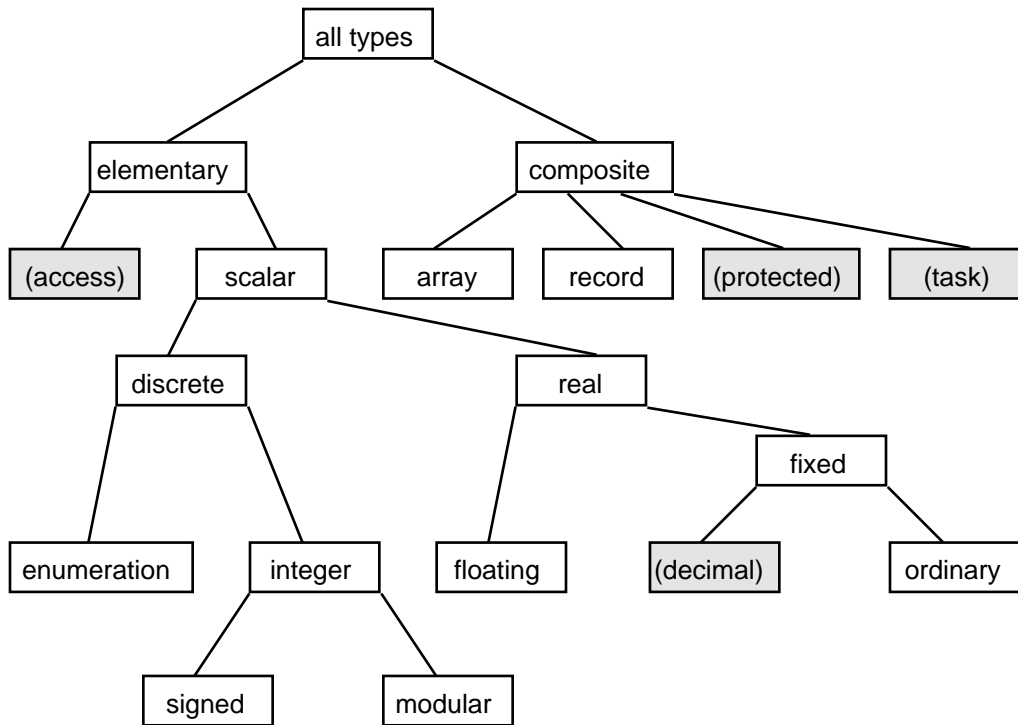 all types
elementary
composite
(access)
scalar
array
record
(protected)
(task)
discrete
real
fixed
enumeration
integer
floating
(decimal)
ordinary
signed
modular